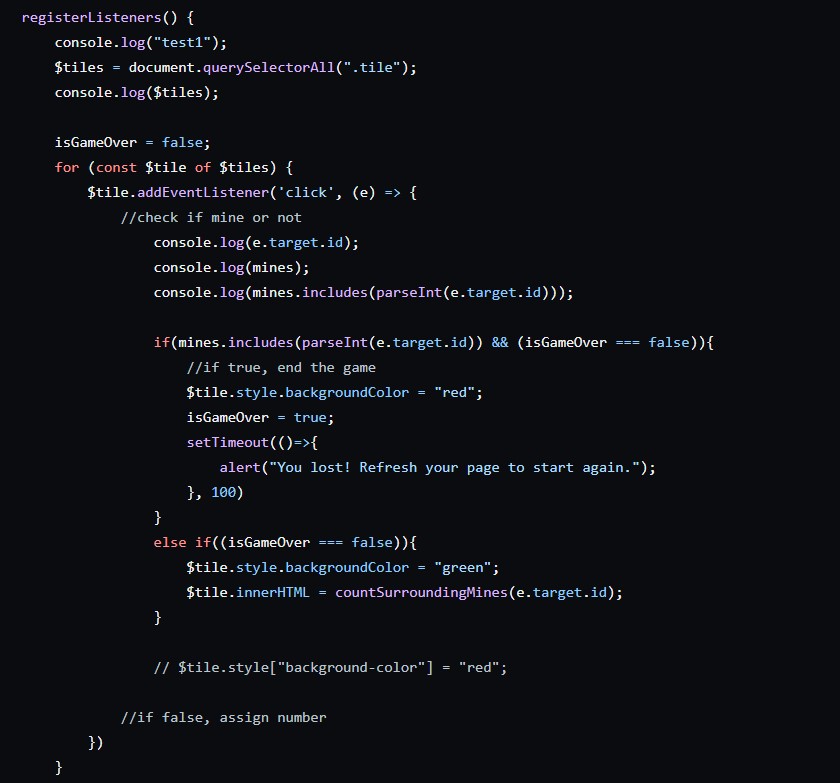 registerListeners() {
    console.log("test1");
    $tiles = document.querySelectorAll(".tile");
    console.log($tiles);

    isGameOver = false;
    for (const $tile of $tiles) {
        $tile.addEventListener('click', (e) => {
            //check if mine or not
                console.log(e.target.id);
                console.log(mines);
                console.log(mines.includes(parseInt(e.target.id)));

                if(mines.includes(parseInt(e.target.id)) && (isGameOver === false)){
                    //if true, end the game
                    $tile.style.backgroundColor = "red";
                    isGameOver = true;
                    setTimeout(()=>{
                        alert("You lost! Refresh your page to start again.");
                    }, 100)
                }
                else if((isGameOver === false)){
                    $tile.style.backgroundColor = "green";
                    $tile.innerHTML = countSurroundingMines(e.target.id);
                }

                // $tile.style["background-color"] = "red";

            //if false, assign number
        })
    }